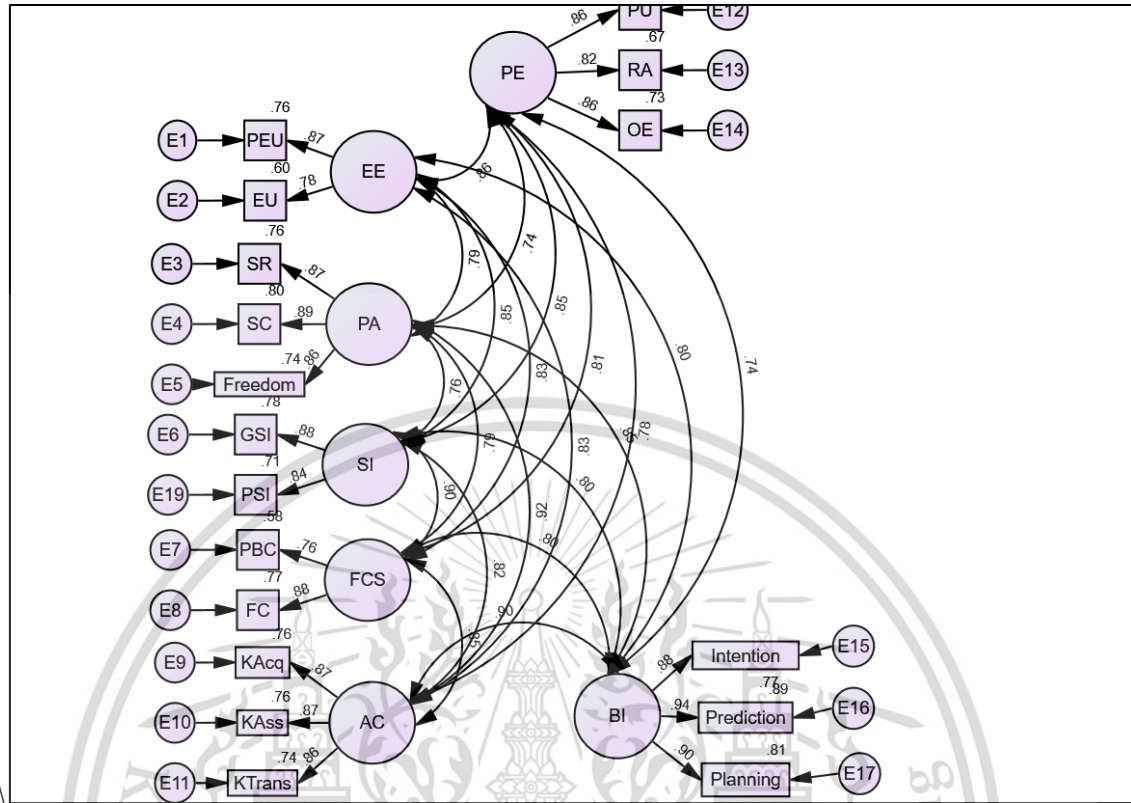 .86 PU E12
.67
PE .82 RA E13
.73
.86 OE E14
.76
E1 PEU .87 EE .86
.60
E2 EU .78
.76
E3 SR .87 .79 .74
.80
E4 SC .89 PA .85 .85
.74 .86 .83 .81 .80 .74
E5 Freedom .76
.78
E6 GSI .88 .79 .83 .85 .78
.71 SI
E19 PSI .84 .90 .80
.58 .92
E7 PBC .76 .80
.77 FCS .82
E8 FC .88 .90
.76 .85
E9 KAcq .87 .88 Intention E15
.76 .77
.89
E10 KAss .87 AC BI .94 Prediction E16
.74 .86 .90 .81
E11 KTrans Planning E17